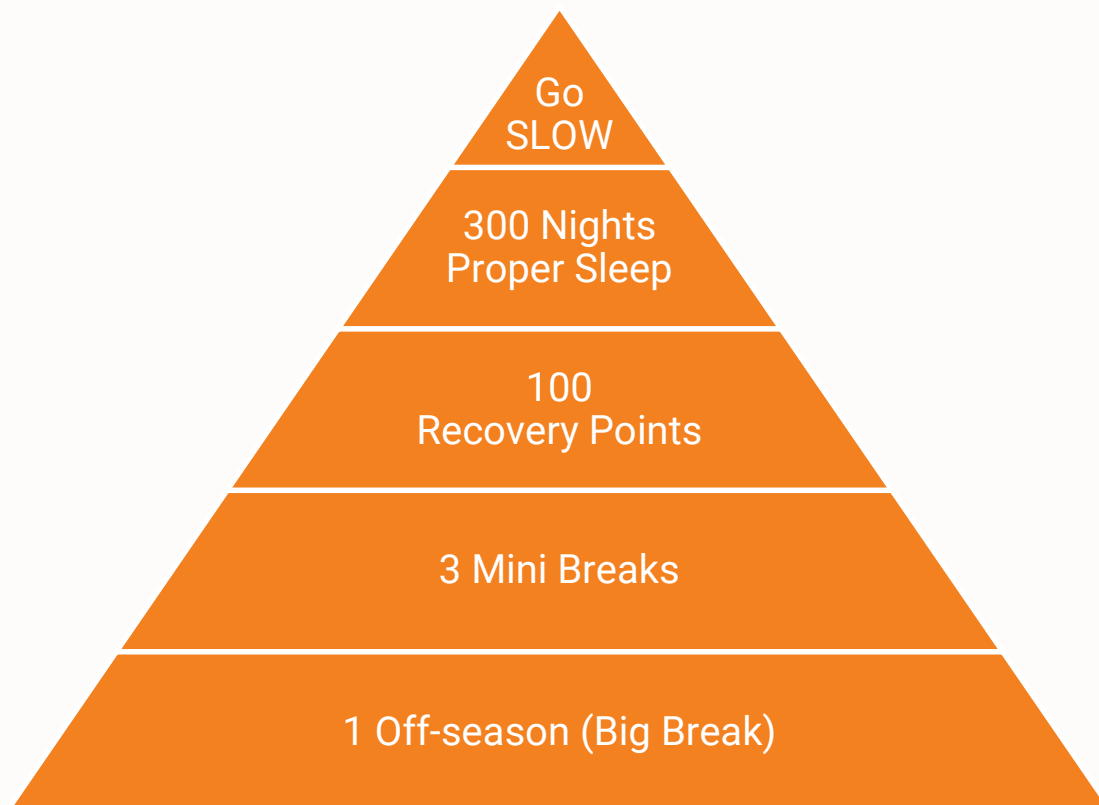 Go
SLOW
300 Nights
Proper Sleep
100
Recovery Points
3 Mini Breaks
1 Off-season (Big Break)